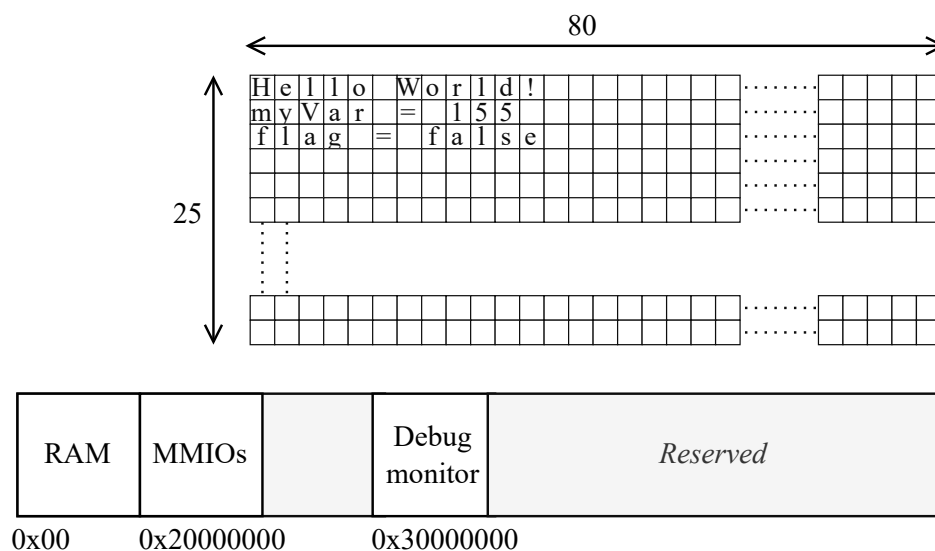 80
25
Hello World!
myVar = 155
flag = false
RAM
MMIOs
Debug
monitor
Reserved
0x00
0x20000000
0x30000000